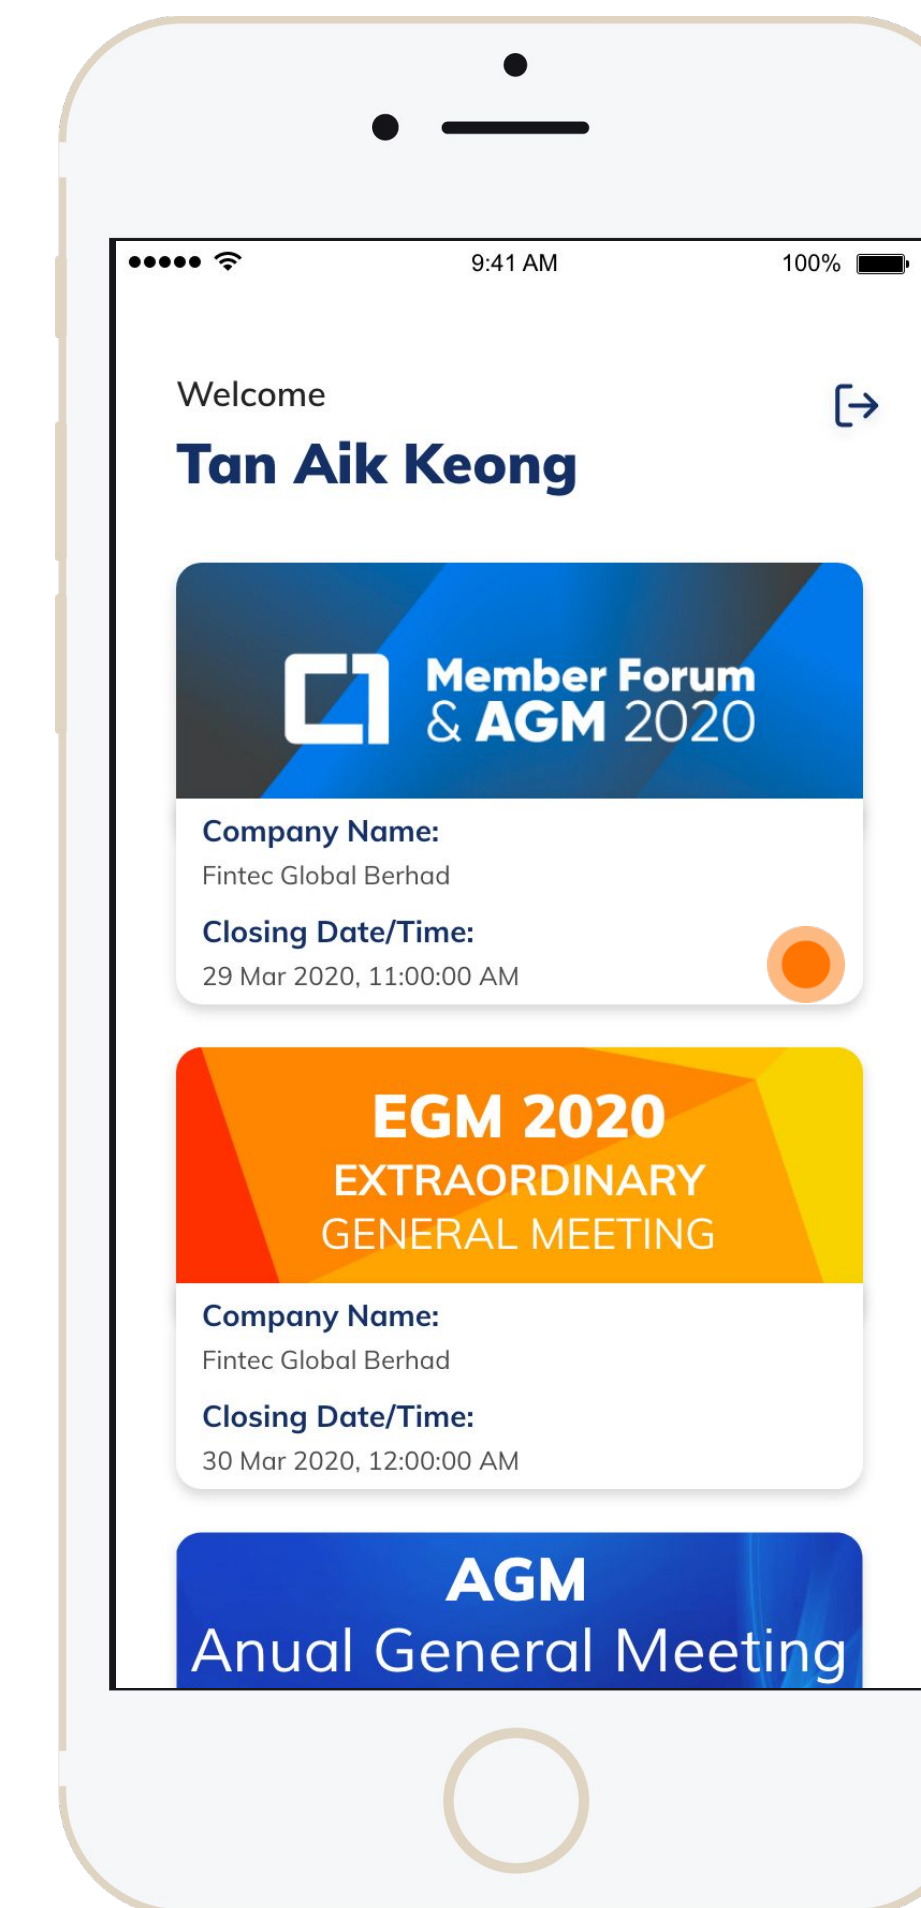 9:41 AM
100%
Welcome
Tan Aik Keong
Member Forum
& AGM 2020
Company Name:
Fintec Global Berhad
Closing Date/Time:
29 Mar 2020, 11:00:00 AM
EGM 2020
EXTRAORDINARY
GENERAL MEETING
Company Name:
Fintec Global Berhad
Closing Date/Time:
30 Mar 2020, 12:00:00 AM
AGM
Anual General Meeting